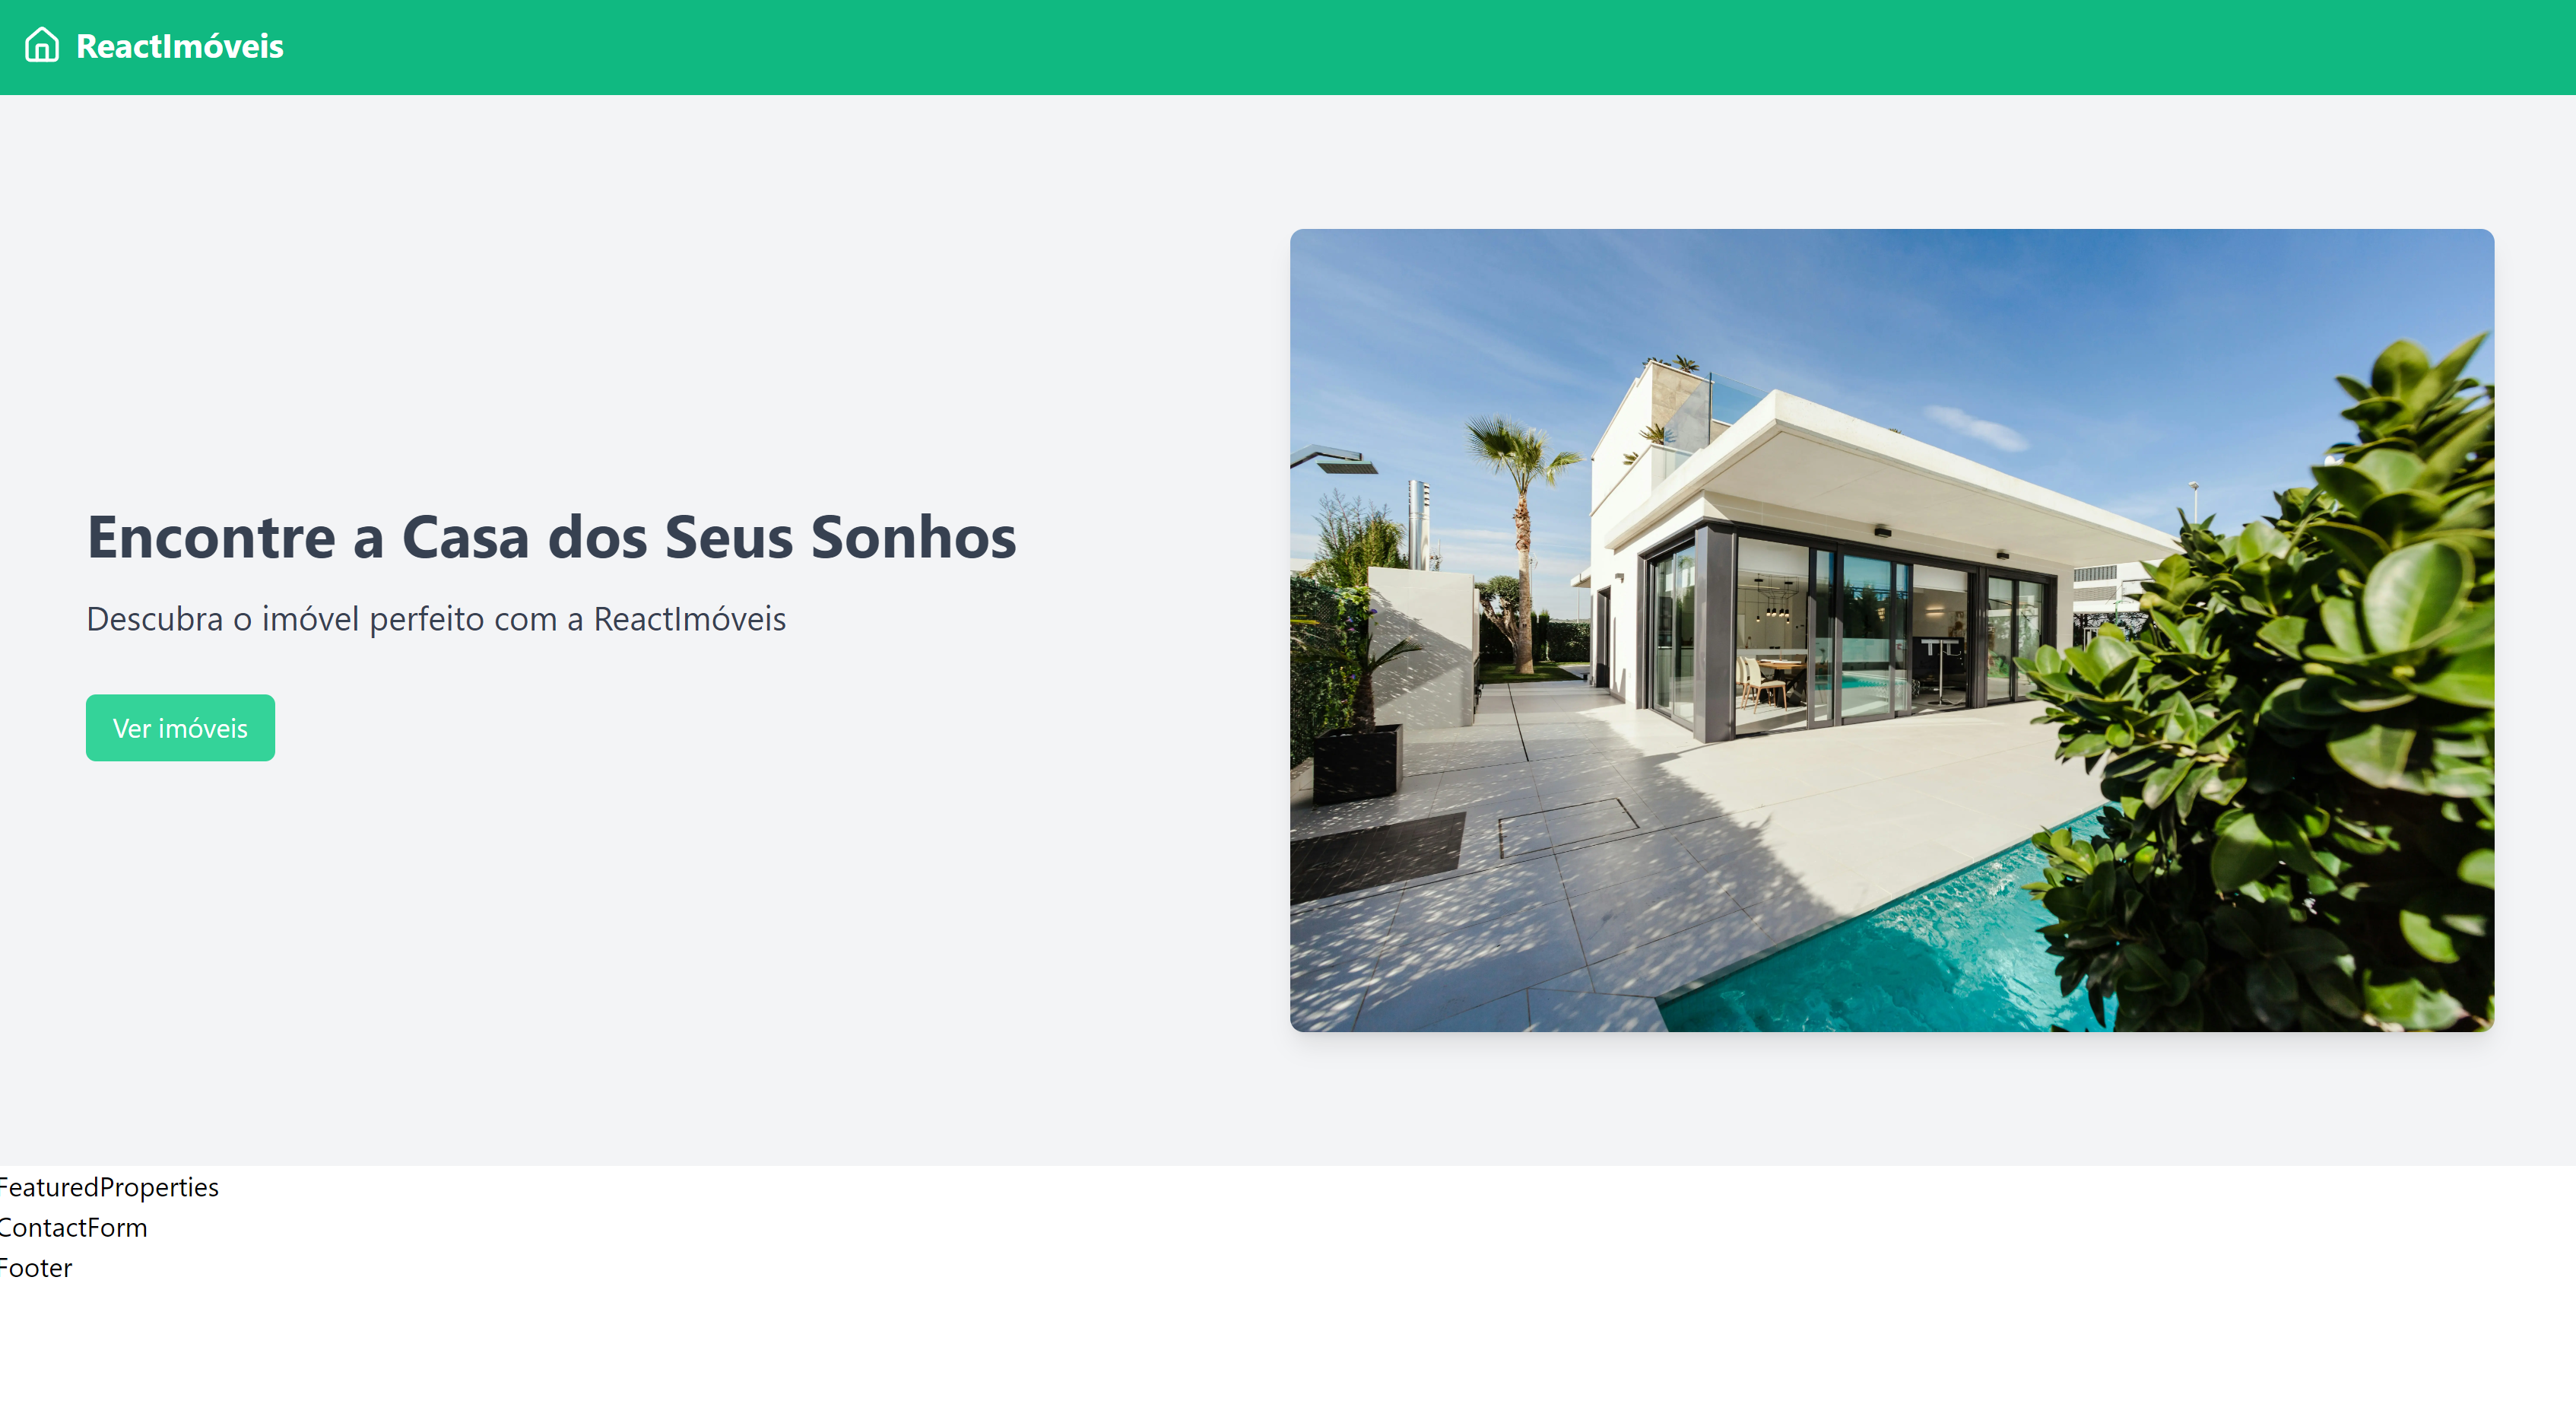 ReactImóveis
Encontre a Casa dos Seus Sonhos
Descubra o imóvel perfeito com a ReactImóveis
Ver imóveis
FeaturedProperties
ContactForm
Footer